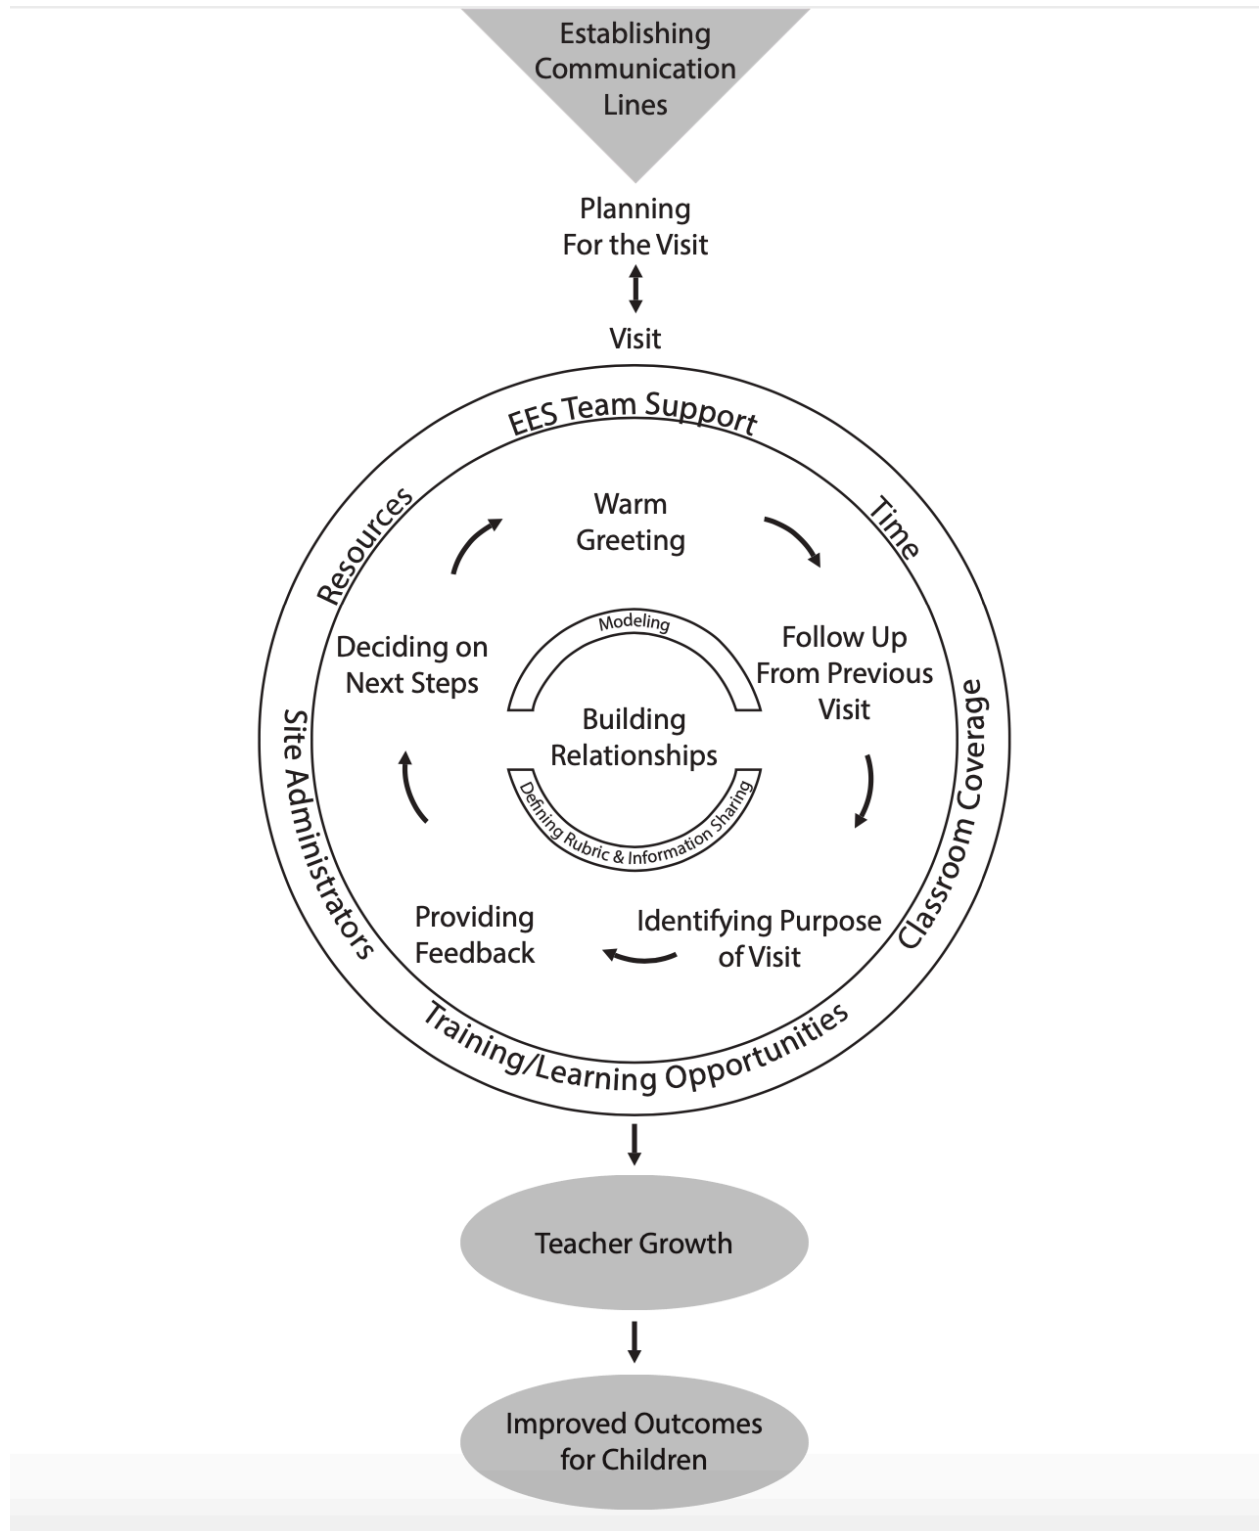 Establishing
Communication
Lines
Planning
For the Visit
Visit
EES Team Support
Resources
Time
Warm
Greeting
Modeling
Deciding on
Next Steps
Follow Up
From Previous
Visit
Building
Relationships
Site Administrators
Classroom Coverage
Defining Rubric & Information Sharing
Providing
Feedback
Identifying Purpose
of Visit
Training/Learning Opportunities
Teacher Growth
Improved Outcomes
for Children